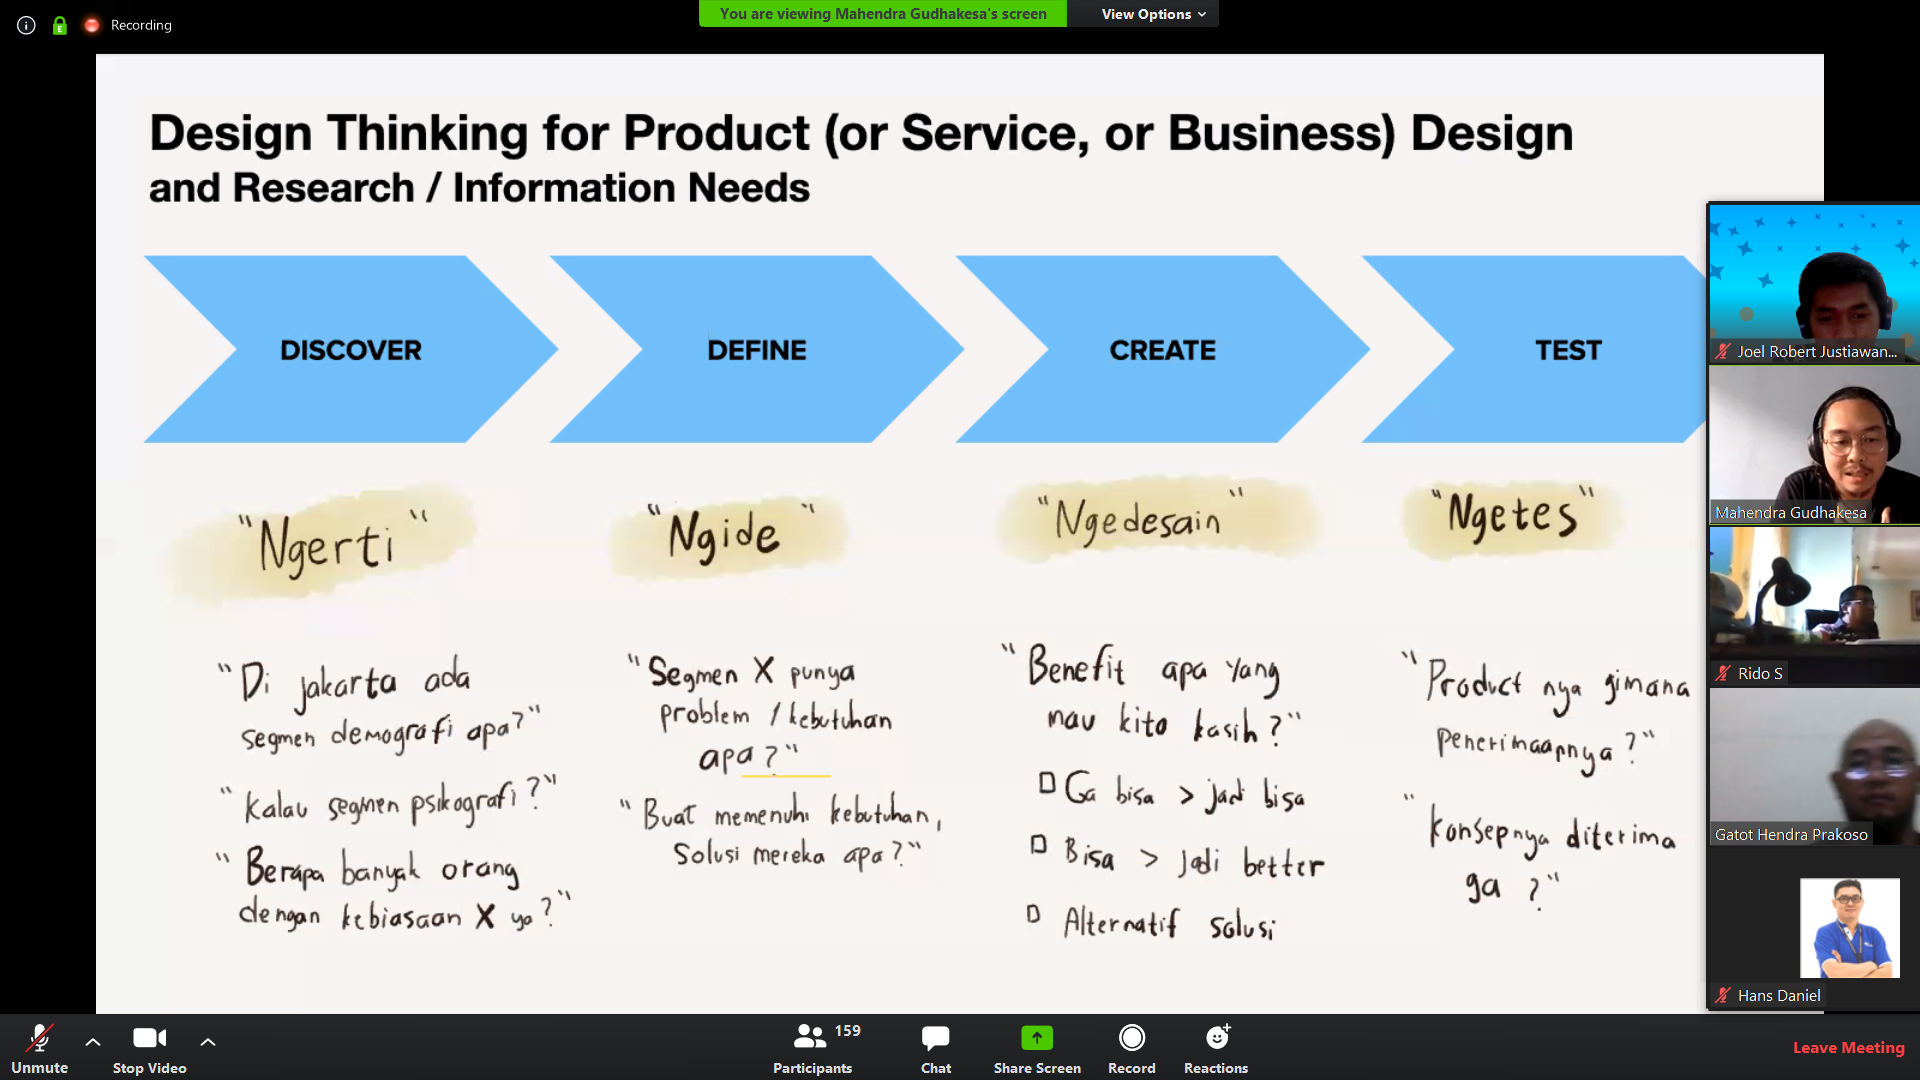 Recording
You are viewing Mahendra Gudhakesa's screen
View Options
Design Thinking for Product (or Service, or Business) Design
and Research / Information Needs
DISCOVER
DEFINE
CREATE
TEST
"Ngerti"
"Ngide"
"Ngedesain"
"Ngetes"
"Di jakarta ada
segmen demografi apa?"
"Kalau segmen psikografi?"
"Berapa banyak orang
dengan kebiasaan X ya?"
"Segmen X punya
problem / kebutuhan
apa?"
"Buat memenuhi kebutuhan,
Solusi mereka apa?"
"Benefit apa yang
mau kita kasih?"
Ga bisa > jadi bisa
Bisa > jadi better
Alternatif solusi
"Product nya gimana
penerimaannya?"
"konsepnya diterima
ga?"
Joel Robert Justiawan...
Mahendra Gudhakesa
Rido S
Gatot Hendra Prakoso
Hans Daniel
Unmute
Stop Video
159
Participants
Chat
Share Screen
Record
Reactions
Leave Meeting